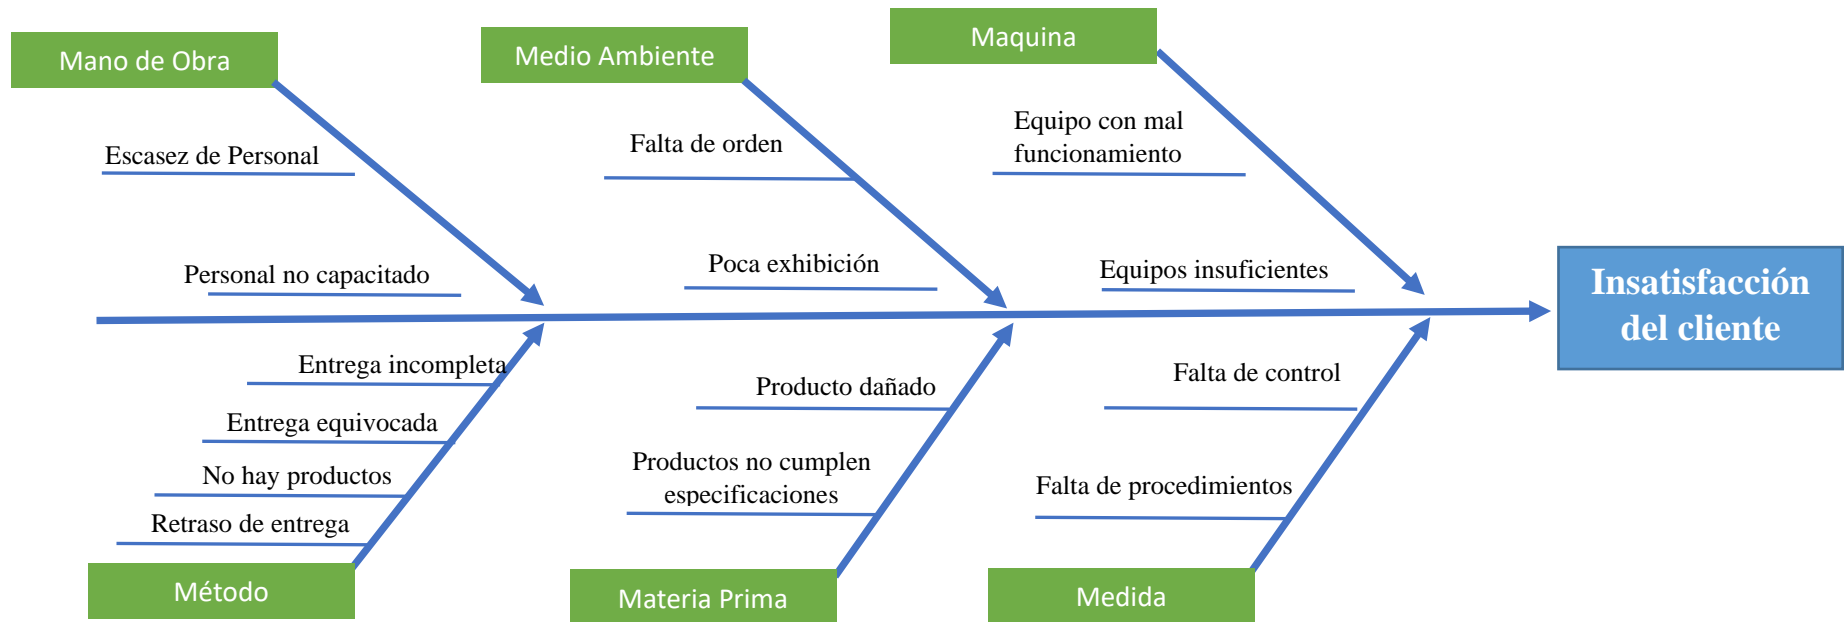 Mano de Obra
Medio Ambiente
Maquina
Escasez de Personal
Falta de orden
Equipo con mal
funcionamiento
Personal no capacitado
Poca exhibición
Equipos insuficientes
Insatisfacción
del cliente
Entrega incompleta
Entrega equivocada
No hay productos
Retraso de entrega
Producto dañado
Productos no cumplen
especificaciones
Falta de control
Falta de procedimientos
Método
Materia Prima
Medida